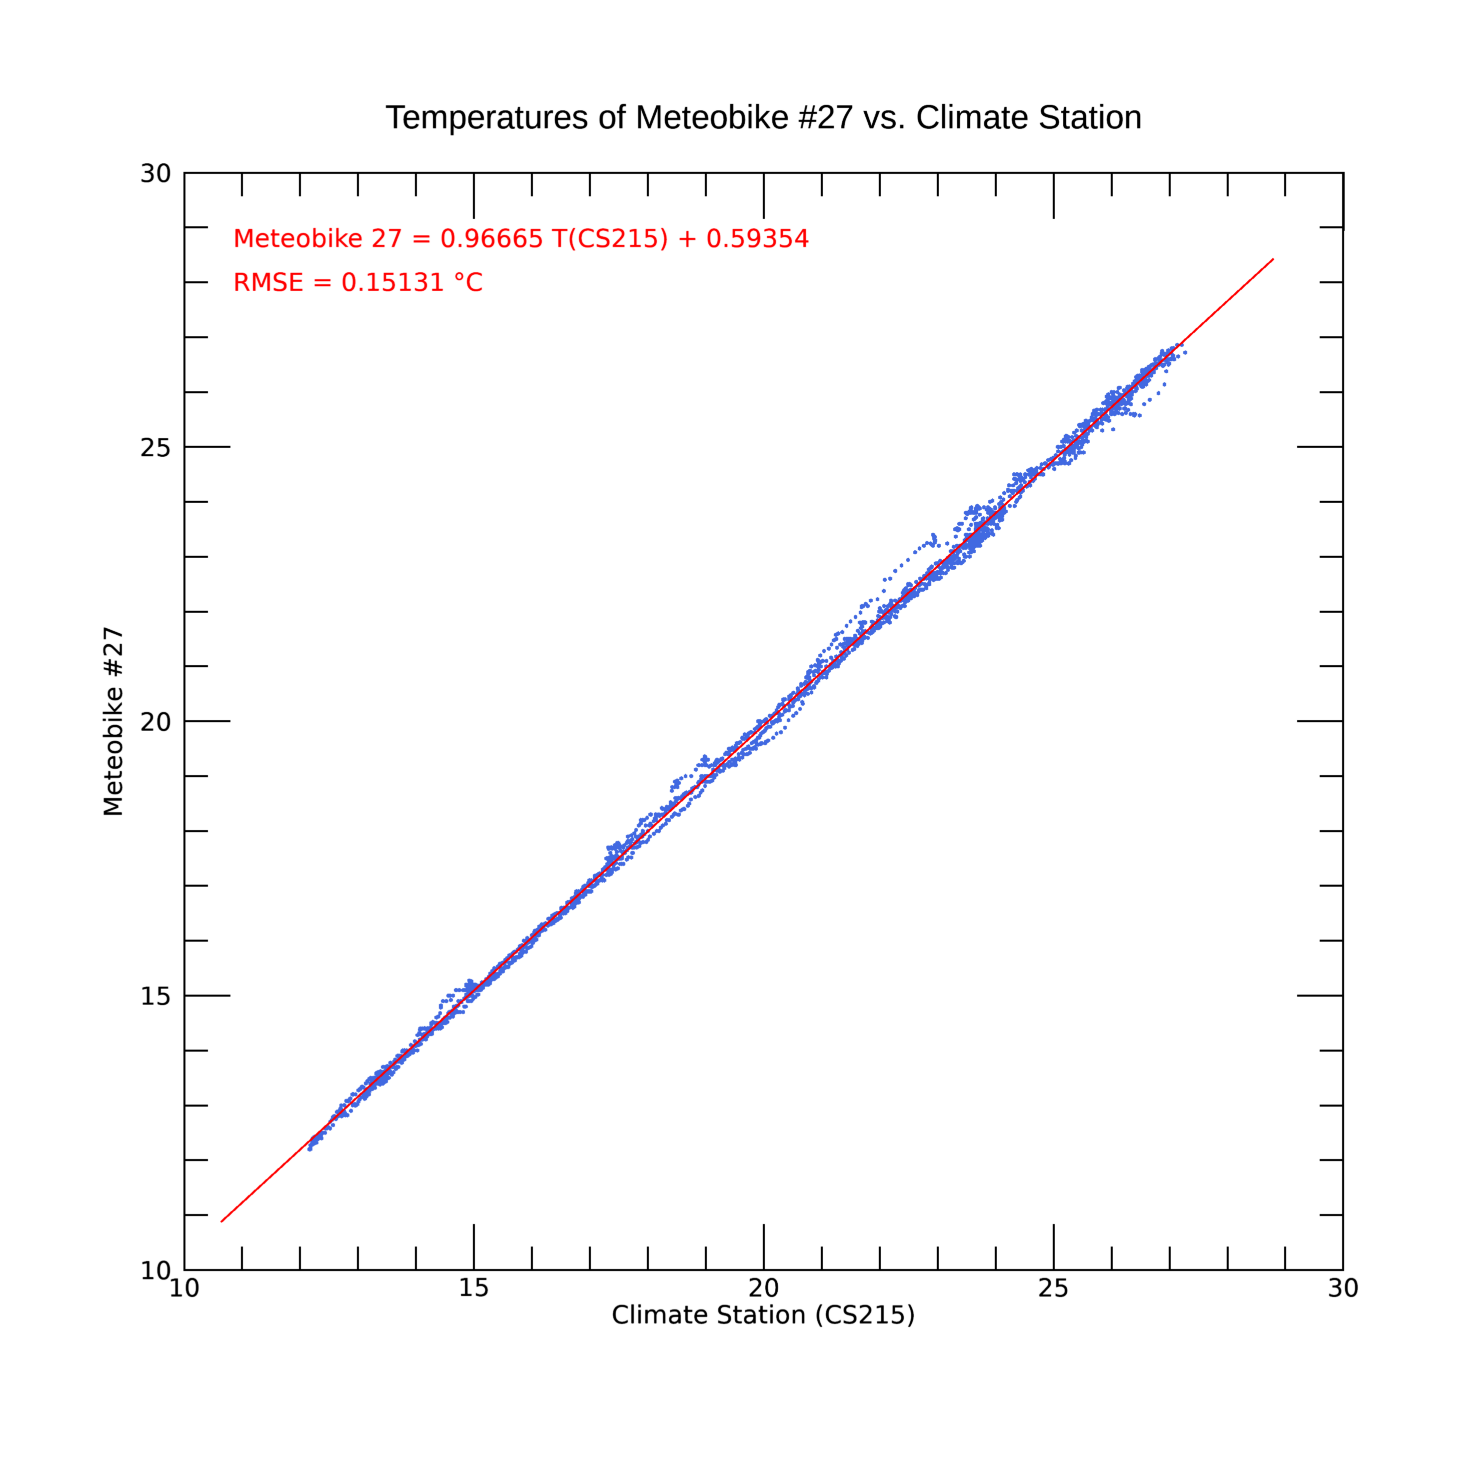 Temperatures of Meteobike #27 vs. Climate Station
30
Meteobike 27 = 0.96665 T(CS215) + 0.59354
RMSE = 0.15131 °C
25
Meteobike #27
20
15
10
10 15 20 25 30
Climate Station (CS215)